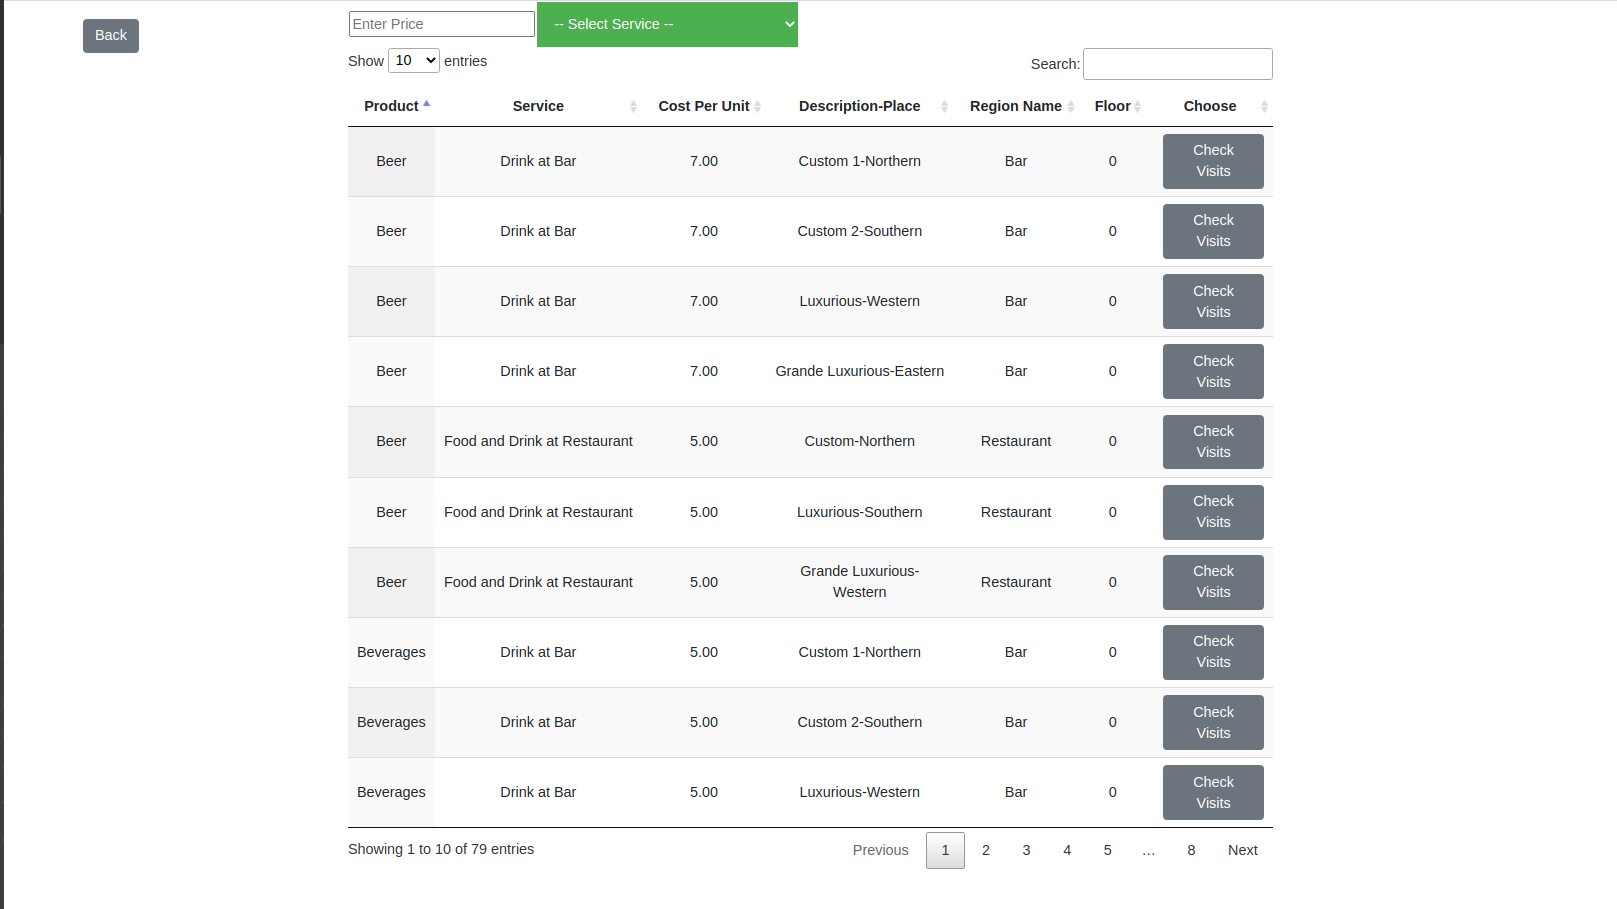 Back
Enter Price
-- Select Service --
Show 10 entries
Search:
Product Service Cost Per Unit Description-Place Region Name Floor Choose
Beer Drink at Bar 7.00 Custom 1-Northern Bar 0 Check
Visits
Beer Drink at Bar 7.00 Custom 2-Southern Bar 0 Check
Visits
Beer Drink at Bar 7.00 Luxurious-Western Bar 0 Check
Visits
Beer Drink at Bar 7.00 Grande Luxurious-Eastern Bar 0 Check
Visits
Beer Food and Drink at Restaurant 5.00 Custom-Northern Restaurant 0 Check
Visits
Beer Food and Drink at Restaurant 5.00 Luxurious-Southern Restaurant 0 Check
Visits
Beer Food and Drink at Restaurant 5.00 Grande Luxurious-
Western Restaurant 0 Check
Visits
Beverages Drink at Bar 5.00 Custom 1-Northern Bar 0 Check
Visits
Beverages Drink at Bar 5.00 Custom 2-Southern Bar 0 Check
Visits
Beverages Drink at Bar 5.00 Luxurious-Western Bar 0 Check
Visits
Showing 1 to 10 of 79 entries
Previous 1 2 3 4 5 … 8 Next